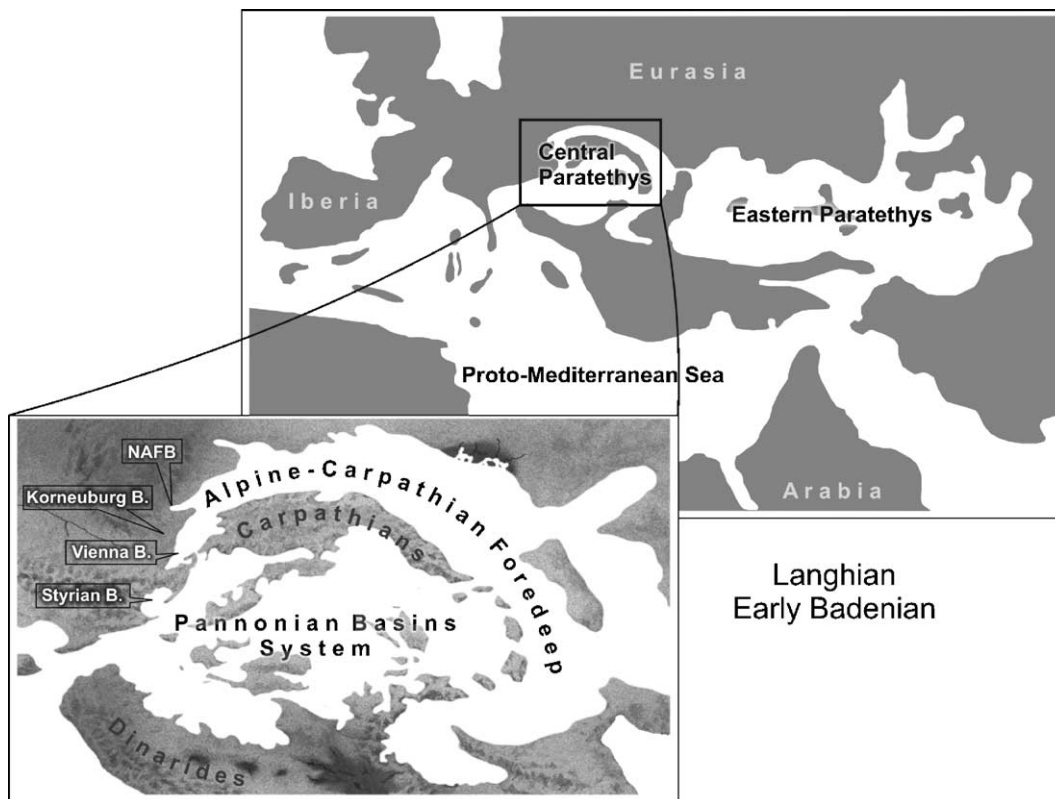 Eurasia
Central
Paratethys
Iberia
Eastern Paratethys
Proto-Mediterranean Sea
Arabia
NAFB
Korneuburg B.
Vienna B.
Styrian B.
Alpine-Carpathian Foredeep
Carpathians
Pannonian Basins
System
Dinarides
Langhian
Early Badenian